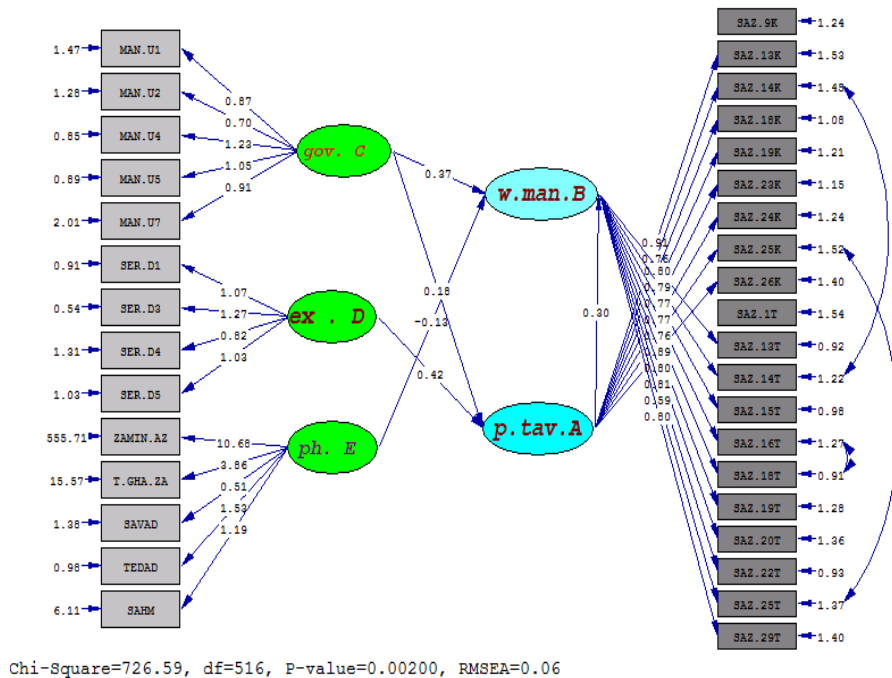 1.47 MAN.U1
1.28 MAN.U2
0.85 MAN.U4
0.89 MAN.U5
2.01 MAN.U7
0.91 SER.D1
0.54 SER.D3
1.31 SER.D4
1.03 SER.D5
555.71 ZAMIN.AZ
15.57 T.GHA.ZA
1.38 SAVAD
0.98 TEDAD
6.11 SAHM
0.87
0.70
1.23
1.05
0.91
1.07
1.27
0.82
1.03
10.68
3.86
0.51
1.53
1.19
gov. C
ex . D
ph. E
0.37
0.18
-0.13
0.42
0.30
w.man.B
p.tav.A
0.91
0.76
0.80
0.79
0.77
0.77
0.76
0.89
0.80
0.81
0.59
0.80
SAZ.9K 1.24
SAZ.13K 1.53
SAZ.14K 1.48
SAZ.18K 1.08
SAZ.19K 1.21
SAZ.23K 1.15
SAZ.24K 1.24
SAZ.25K 1.52
SAZ.26K 1.40
SAZ.1T 1.54
SAZ.13T 0.92
SAZ.14T 1.22
SAZ.15T 0.98
SAZ.16T 1.27
SAZ.18T 0.91
SAZ.19T 1.28
SAZ.20T 1.36
SAZ.22T 0.93
SAZ.25T 1.37
SAZ.29T 1.40
Chi-Square=726.59, df=516, P-value=0.00200, RMSEA=0.06